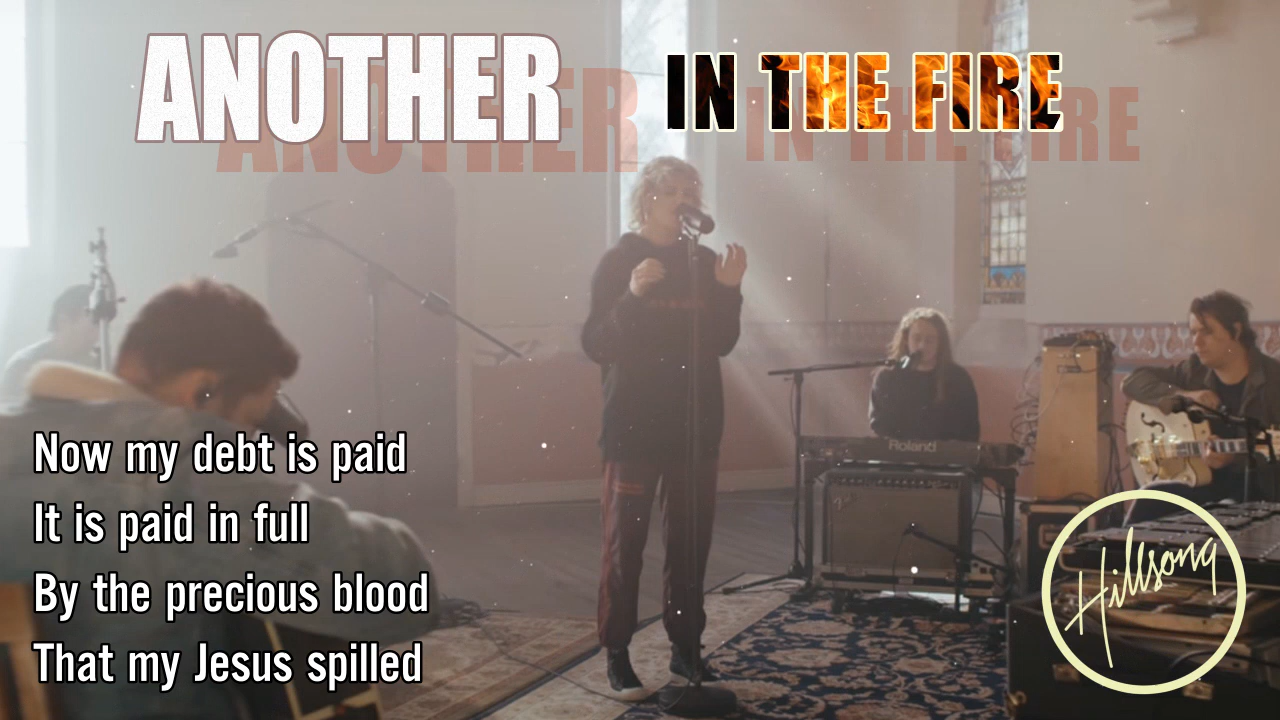 ANOTHER IN THE FIRE
Roland
Now my debt is paid
It is paid in full
By the precious blood
That my Jesus spilled
Hillsong